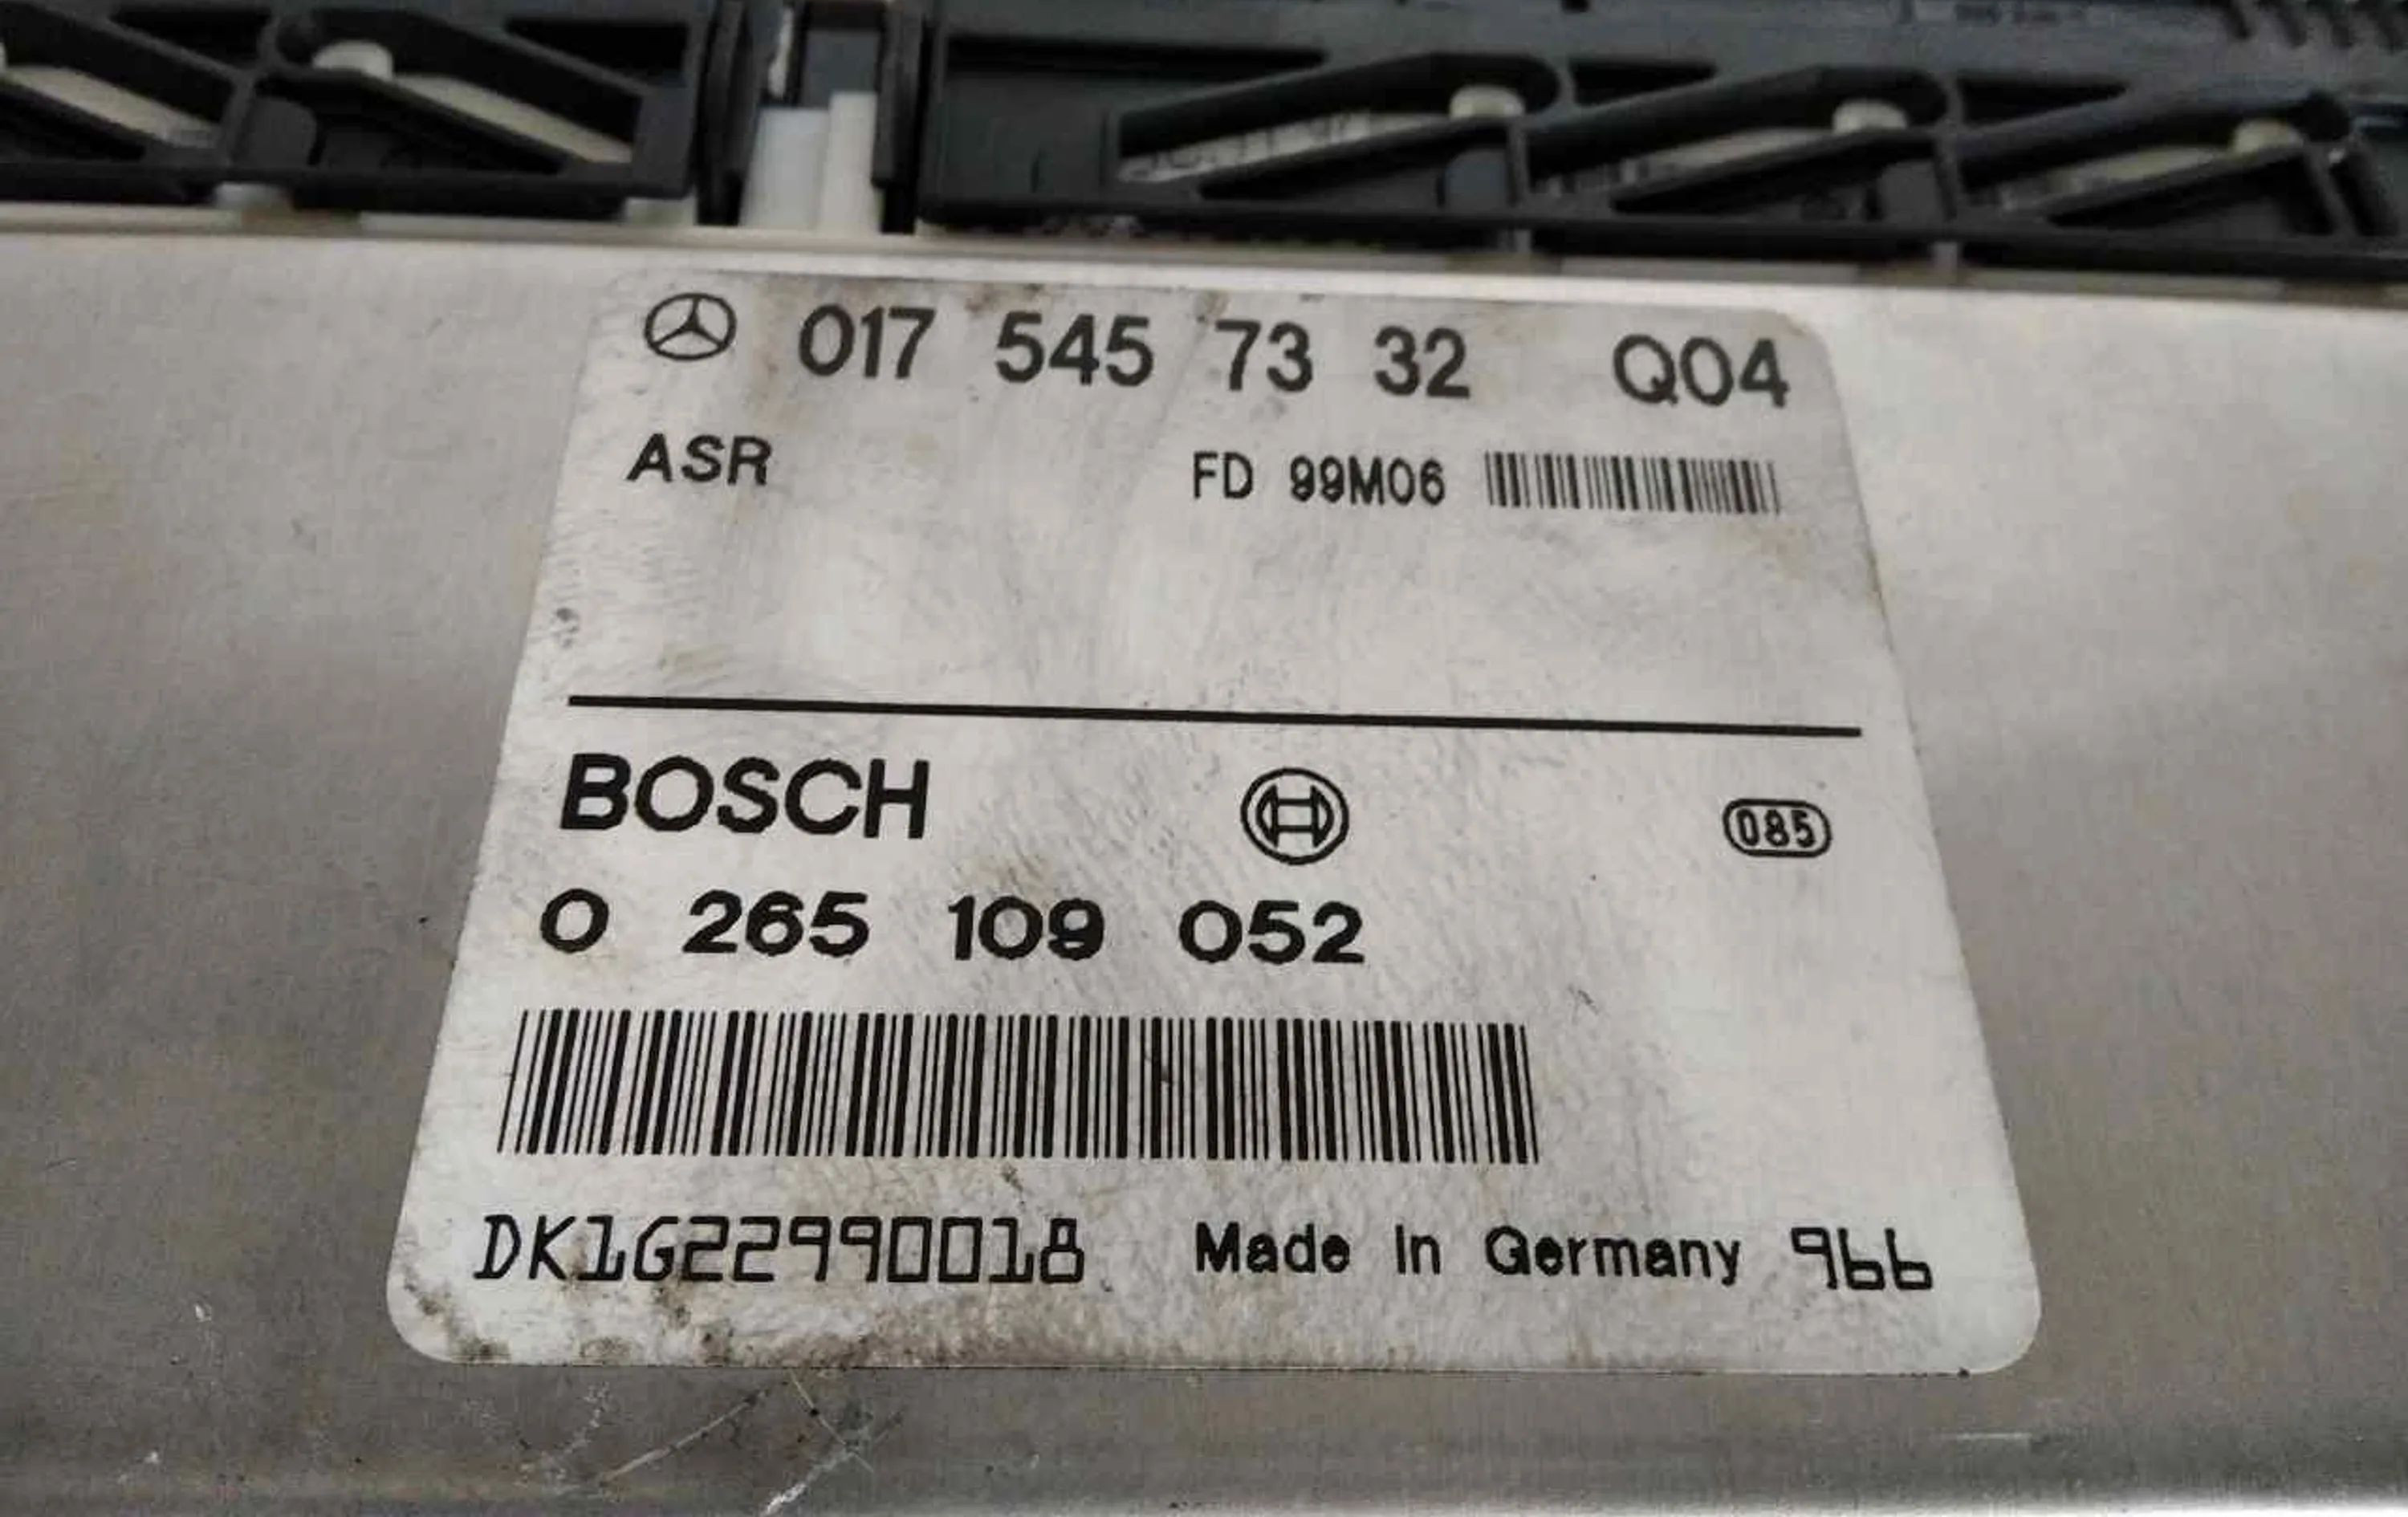 017 545 73 32 Q04
ASR FD 99M06
BOSCH 085
0 265 109 052
DK1G22990018 Made In Germany 966